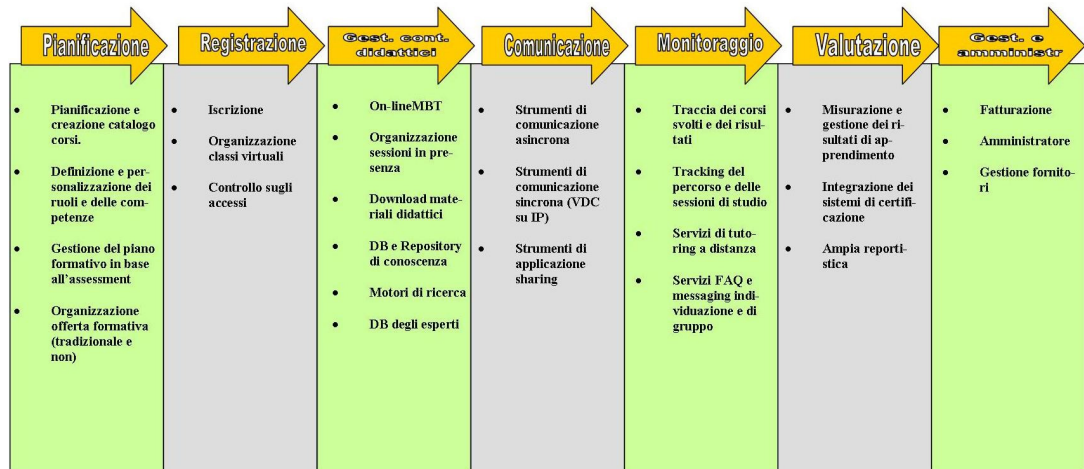 Pianificazione
Registrazione
Gest. cont.
didattici
Comunicazione
Monitoraggio
Valutazione
Gest. e
amministr
• Pianificazione e
creazione catalogo
corsi.
• Definizione e per-
sonalizzazione dei
ruoli e delle com-
petenze
• Gestione del piano
formativo in base
all'assessment
• Organizzazione
offerta formativa
(tradizionale e
non)
• Iscrizione
• Organizzazione
classi virtuali
• Controllo sugli
accessi
• On-lineMBT
• Organizzazione
sessioni in pre-
senza
• Download mate-
riali didattici
• DB e Repository
di conoscenza
• Motori di ricerca
• DB degli esperti
• Strumenti di
comunicazione
asincrona
• Strumenti di
comunicazione
sincrona (VDC
su IP)
• Strumenti di
applicazione
sharing
• Traccia dei corsi
svolti e dei risul-
tati
• Tracking del
percorso e delle
sessioni di studio
• Servizi di tuto-
ring a distanza
• Servizi FAQ e
messaging indi-
viduazione e di
gruppo
• Misurazione e
gestione dei ri-
sultati di ap-
prendimento
• Integrazione dei
sistemi di certifi-
cazione
• Ampia reporti-
stica
• Fatturazione
• Amministratore
• Gestione fornito-
ri